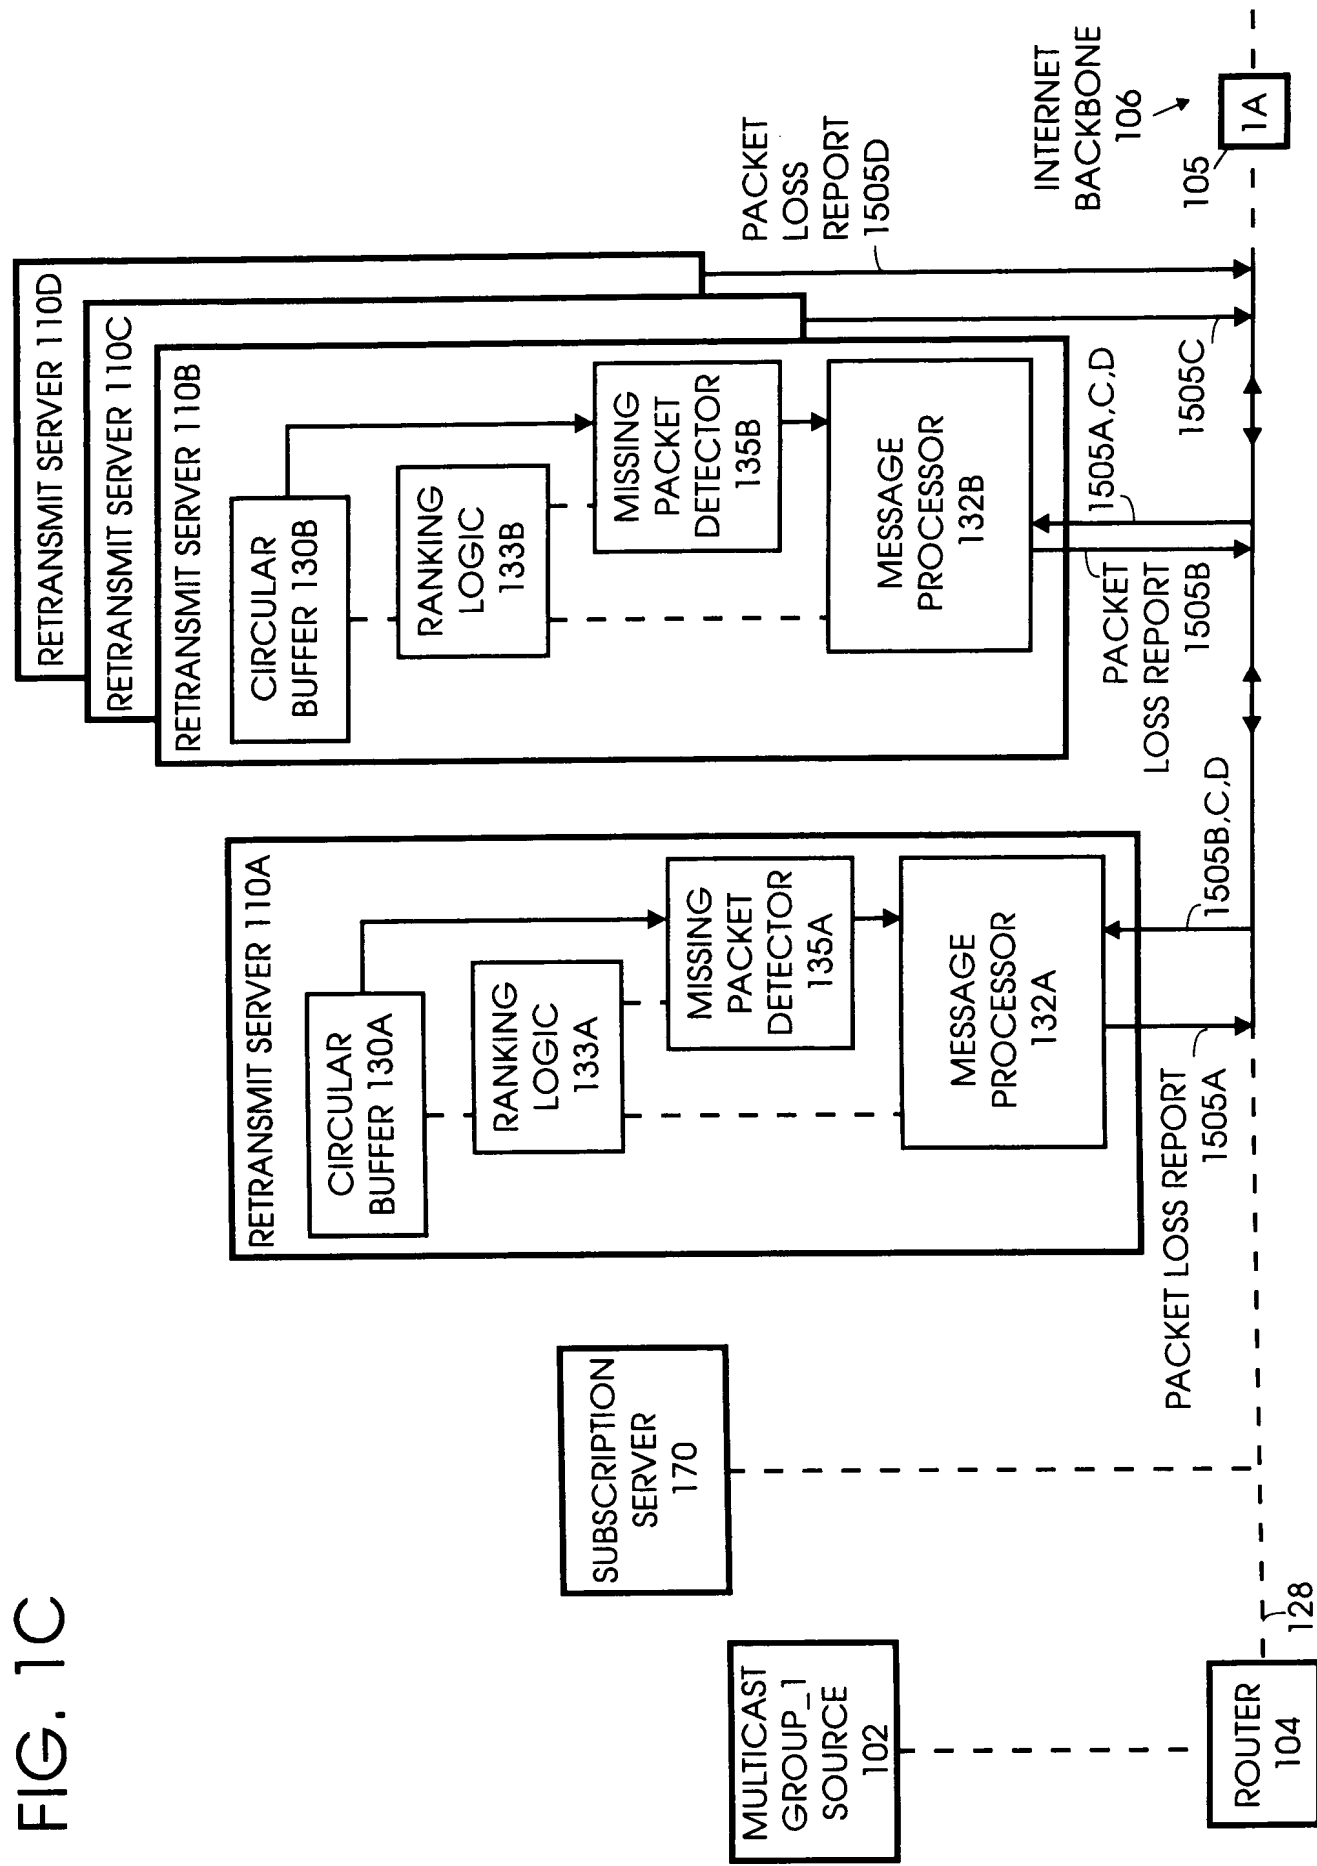 FIG. 1C
MULTICAST
GROUP_1
SOURCE
102
ROUTER
104
128
SUBSCRIPTION
SERVER
170
RETRANSMIT SERVER 110A
CIRCULAR
BUFFER 130A
RANKING
LOGIC
133A
MISSING
PACKET
DETECTOR
135A
MESSAGE
PROCESSOR
132A
PACKET LOSS REPORT
1505A
1505B,C,D
RETRANSMIT SERVER 110D
RETRANSMIT SERVER 110C
RETRANSMIT SERVER 110B
CIRCULAR
BUFFER 130B
RANKING
LOGIC
133B
MISSING
PACKET
DETECTOR
135B
MESSAGE
PROCESSOR
132B
PACKET
LOSS REPORT
1505B
1505A,C,D
1505C
PACKET
LOSS
REPORT
1505D
INTERNET
BACKBONE
106
105
1A